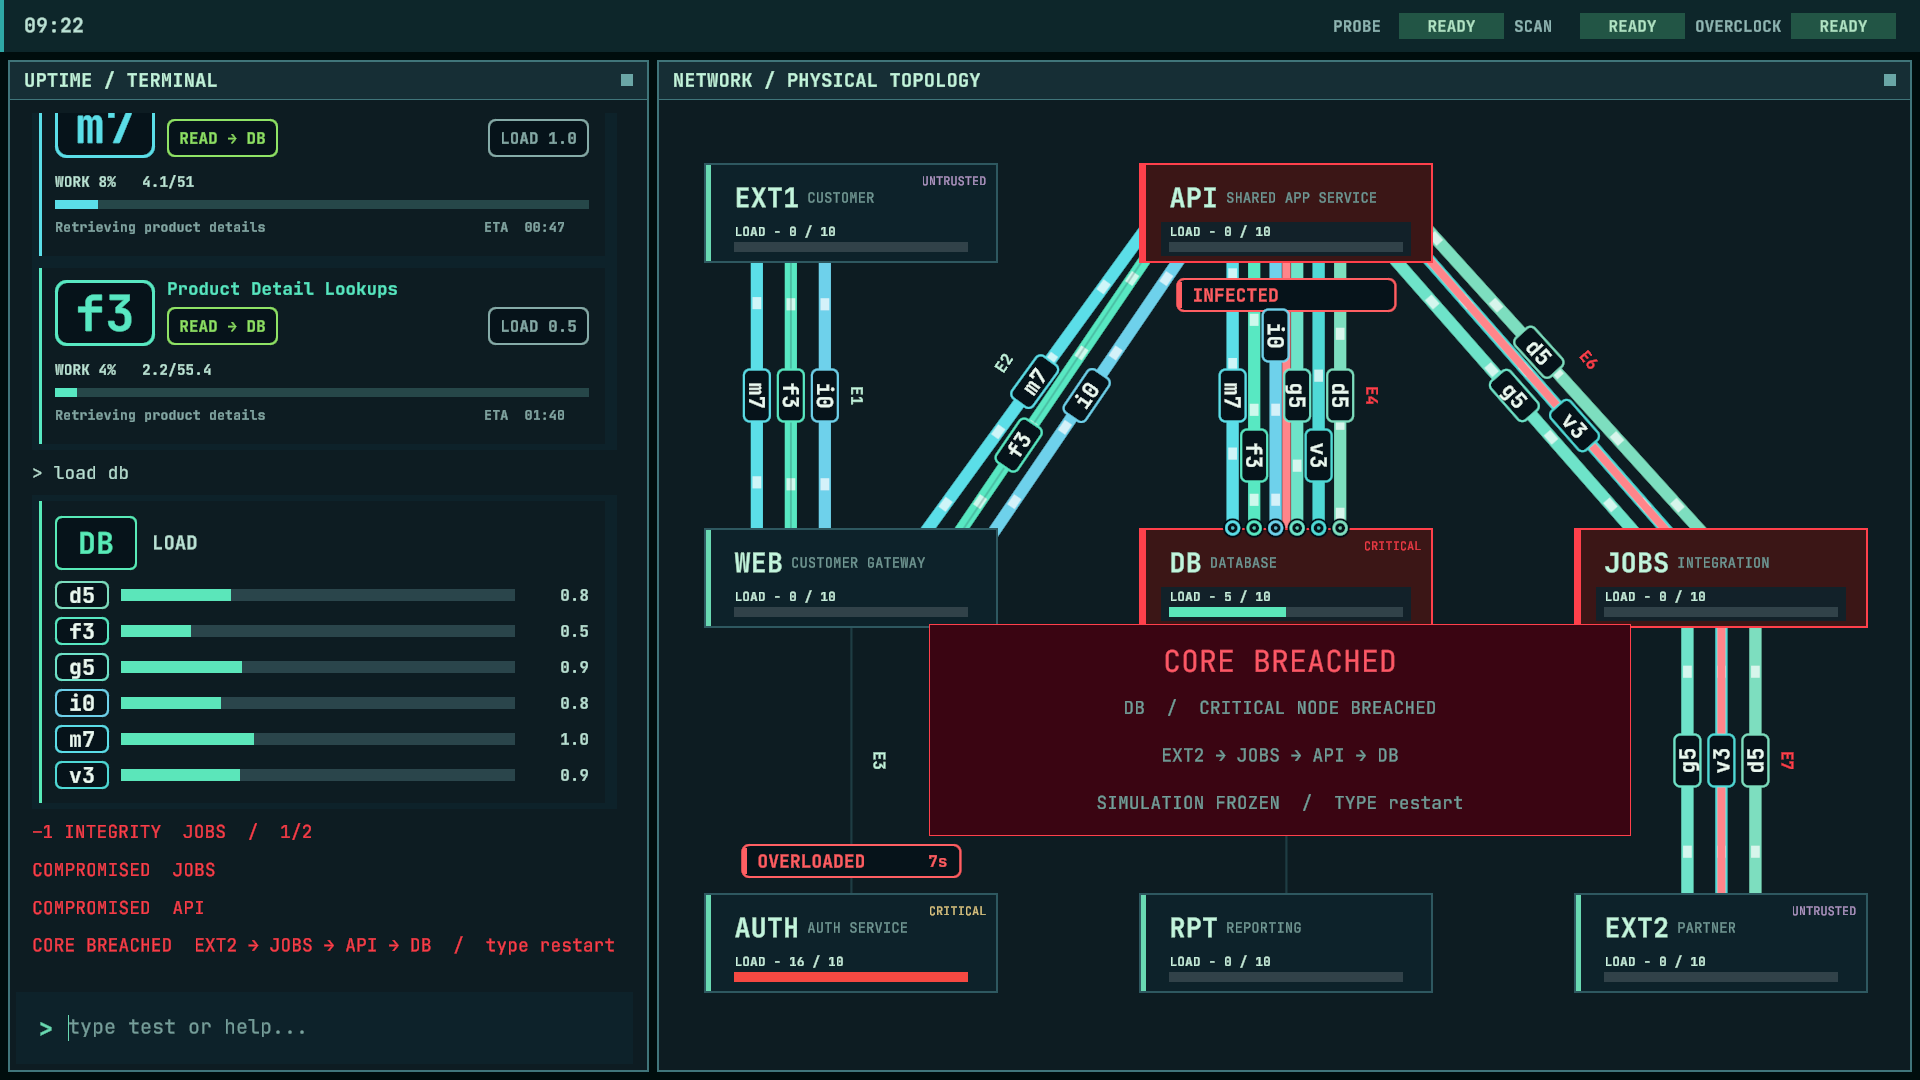 09:22
PROBE READY SCAN READY OVERCLOCK READY
UPTIME / TERMINAL
m7
READ → DB
LOAD 1.0
WORK 8% 4.1/51
Retrieving product details ETA 00:47
f3
Product Detail Lookups
READ → DB
LOAD 0.5
WORK 4% 2.2/55.4
Retrieving product details ETA 01:40
> load db
DB LOAD
d5 0.8
f3 0.5
g5 0.9
i0 0.8
m7 1.0
v3 0.9
−1 INTEGRITY JOBS / 1/2
COMPROMISED JOBS
COMPROMISED API
CORE BREACHED EXT2 → JOBS → API → DB / type restart
> type test or help...
NETWORK / PHYSICAL TOPOLOGY
EXT1 CUSTOMER
UNTRUSTED
LOAD − 0 / 10
API SHARED APP SERVICE
LOAD − 0 / 10
INFECTED
m7 f3 i0 E1
E2 m7 f3 i0
m7 f3 i0 g5 v3 d5 E4
d5 g5 v3 E6
WEB CUSTOMER GATEWAY
LOAD − 0 / 10
DB DATABASE
CRITICAL
LOAD − 5 / 10
JOBS INTEGRATION
LOAD − 0 / 10
CORE BREACHED
DB / CRITICAL NODE BREACHED
EXT2 → JOBS → API → DB
SIMULATION FROZEN / TYPE restart
E3
g5 v3 d5 E7
OVERLOADED 7s
AUTH AUTH SERVICE
CRITICAL
LOAD − 16 / 10
RPT REPORTING
LOAD − 0 / 10
EXT2 PARTNER
UNTRUSTED
LOAD − 0 / 10